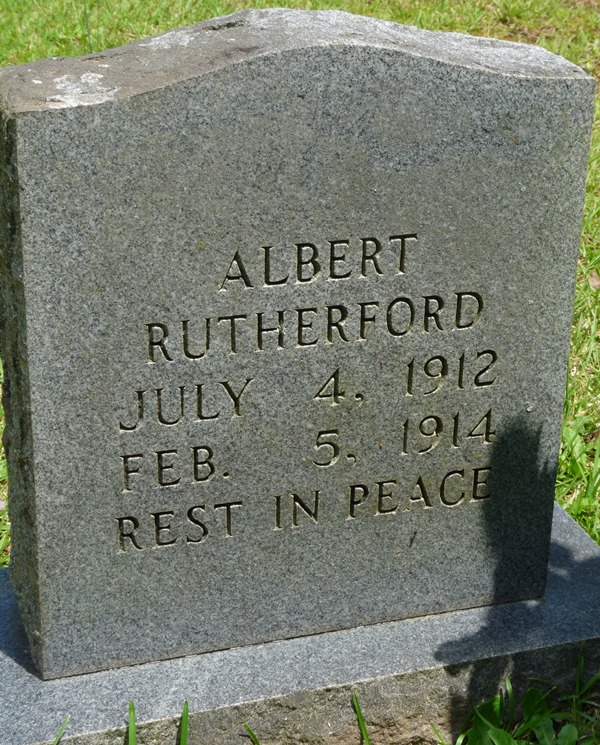 ALBERT
RUTHERFORD
JULY 4, 1912
FEB. 5, 1914
REST IN PEACE